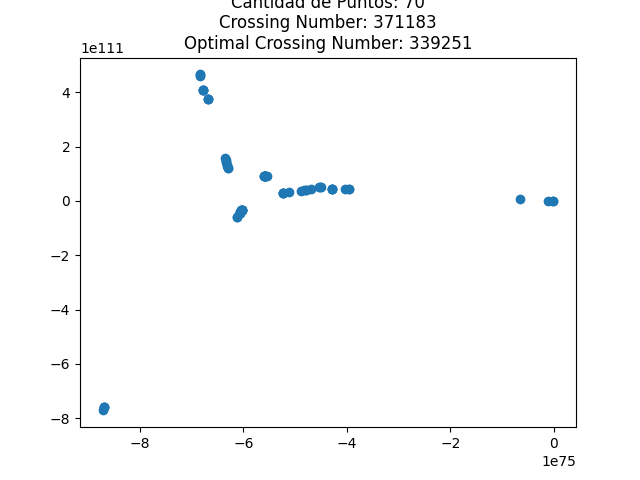 Cantidad de Puntos: 70
Crossing Number: 371183
Optimal Crossing Number: 339251
1e111
4
2
0
−2
−4
−6
−8
−8 −6 −4 −2 0
1e75